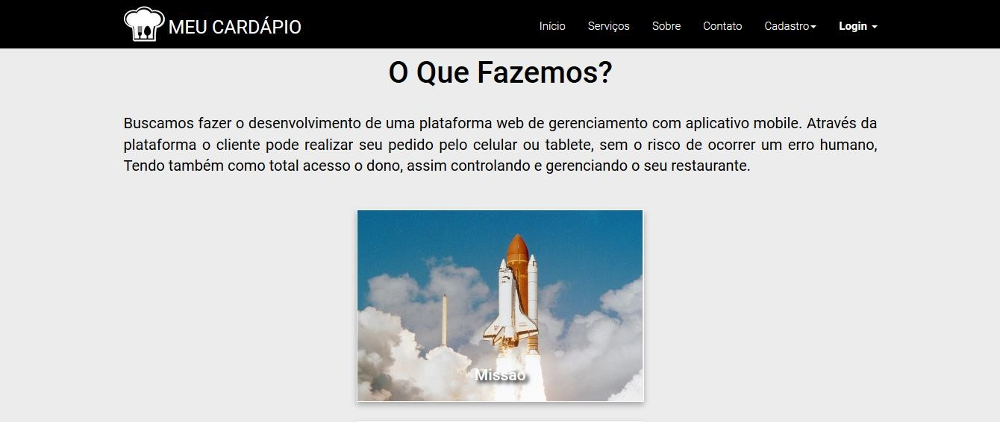 MEU CARDÁPIO
Início Serviços Sobre Contato Cadastro Login
O Que Fazemos?
Buscamos fazer o desenvolvimento de uma plataforma web de gerenciamento com aplicativo mobile. Através da
plataforma o cliente pode realizar seu pedido pelo celular ou tablete, sem o risco de ocorrer um erro humano,
Tendo também como total acesso o dono, assim controlando e gerenciando o seu restaurante.
Missão